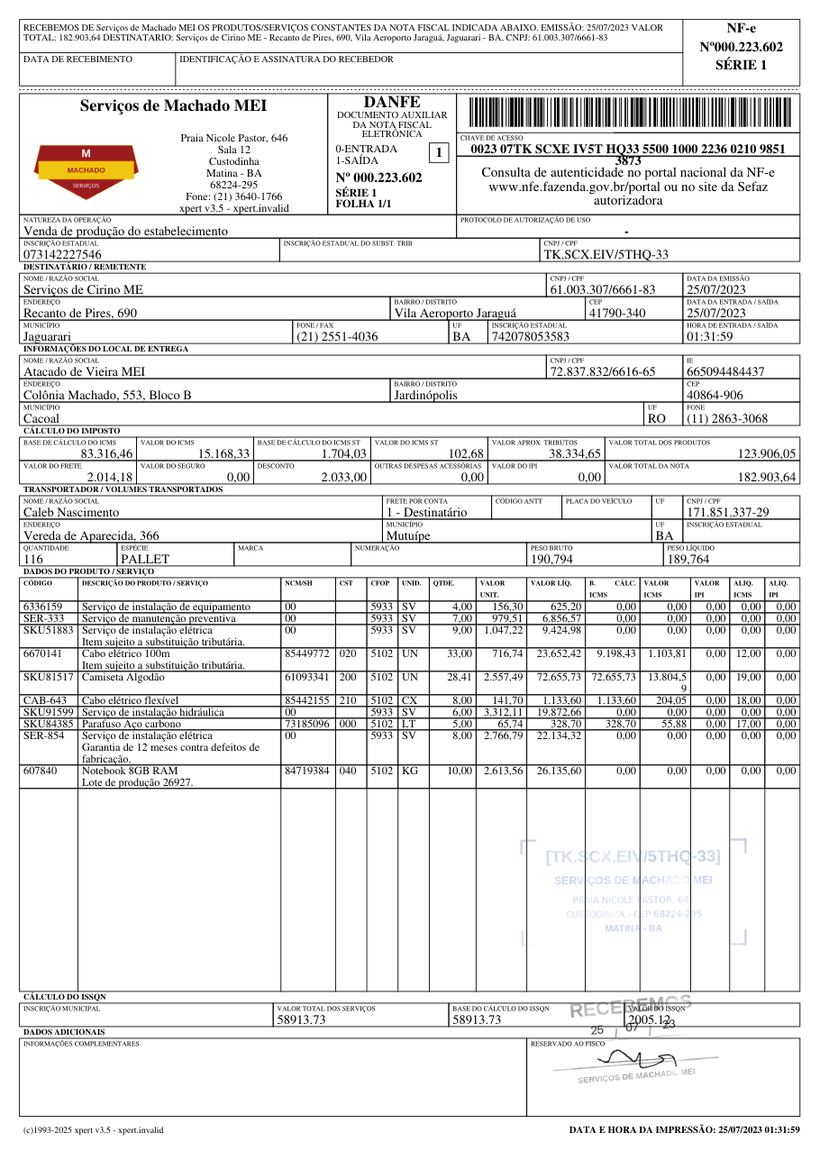 RECEBEMOS DE Serviços de Machado MEI OS PRODUTOS/SERVIÇOS CONSTANTES DA NOTA FISCAL INDICADA ABAIXO. EMISSÃO: 25/07/2023 VALOR
TOTAL: 182.903,64 DESTINATARIO: Serviços de Cirino ME - Recanto de Pires, 690, Vila Aeroporto Jaraguá, Jaguarari - BA, CNPJ: 61.003.307/6661-83
NF-e
Nº000.223.602
SÉRIE 1
DATA DE RECEBIMENTO
IDENTIFICAÇÃO E ASSINATURA DO RECEBEDOR
Serviços de Machado MEI
M
MACHADO
SERVIÇOS
Praia Nicole Pastor, 646
Sala 12
Custodinha
Matina - BA
68224-295
Fone: (21) 3640-1766
xpert v3.5 - xpert.invalid
DANFE
DOCUMENTO AUXILIAR
DA NOTA FISCAL
ELETRÔNICA
0-ENTRADA
1-SAÍDA
1
Nº 000.223.602
SÉRIE 1
FOLHA 1/1
CHAVE DE ACESSO
0023 07TK SCXE IV5T HQ33 5500 1000 2236 0210 9851
3873
Consulta de autenticidade no portal nacional da NF-e
www.nfe.fazenda.gov.br/portal ou no site da Sefaz
autorizadora
NATUREZA DA OPERAÇÃO
Venda de produção do estabelecimento
PROTOCOLO DE AUTORIZAÇÃO DE USO
-
INSCRIÇÃO ESTADUAL
073142227546
INSCRIÇÃO ESTADUAL DO SUBST. TRIB
CNPJ / CPF
TK.SCX.EIV/5THQ-33
DESTINATÁRIO / REMETENTE
NOME / RAZÃO SOCIAL
Serviços de Cirino ME
CNPJ / CPF
61.003.307/6661-83
DATA DA EMISSÃO
25/07/2023
ENDEREÇO
Recanto de Pires, 690
BAIRRO / DISTRITO
Vila Aeroporto Jaraguá
CEP
41790-340
DATA DA ENTRADA / SAÍDA
25/07/2023
MUNICÍPIO
Jaguarari
FONE / FAX
(21) 2551-4036
UF
BA
INSCRIÇÃO ESTADUAL
742078053583
HORA DE ENTRADA / SAÍDA
01:31:59
INFORMAÇÕES DO LOCAL DE ENTREGA
NOME / RAZÃO SOCIAL
Atacado de Vieira MEI
CNPJ / CPF
72.837.832/6616-65
IE
665094484437
ENDEREÇO
Colônia Machado, 553, Bloco B
BAIRRO / DISTRITO
Jardinópolis
CEP
40864-906
MUNICÍPIO
Cacoal
UF
RO
FONE
(11) 2863-3068
CÁLCULO DO IMPOSTO
BASE DE CÁLCULO DO ICMS
83.316,46
VALOR DO ICMS
15.168,33
BASE DE CÁLCULO DO ICMS ST
1.704,03
VALOR DO ICMS ST
102,68
VALOR APROX. TRIBUTOS
38.334,65
VALOR TOTAL DOS PRODUTOS
123.906,05
VALOR DO FRETE
2.014,18
VALOR DO SEGURO
0,00
DESCONTO
2.033,00
OUTRAS DESPESAS ACESSÓRIAS
0,00
VALOR DO IPI
0,00
VALOR TOTAL DA NOTA
182.903,64
TRANSPORTADOR / VOLUMES TRANSPORTADOS
NOME / RAZÃO SOCIAL
Caleb Nascimento
FRETE POR CONTA
1 - Destinatário
CÓDIGO ANTT
PLACA DO VEÍCULO
UF
CNPJ / CPF
171.851.337-29
ENDEREÇO
Vereda de Aparecida, 366
MUNICÍPIO
Mutuípe
UF
BA
INSCRIÇÃO ESTADUAL
QUANTIDADE
116
ESPÉCIE
PALLET
MARCA
NUMERAÇÃO
PESO BRUTO
190,794
PESO LÍQUIDO
189,764
DADOS DO PRODUTO / SERVIÇO
CÓDIGO DESCRIÇÃO DO PRODUTO / SERVIÇO NCM/SH CST CFOP UNID. QTDE. VALOR UNIT. VALOR LÍQ. B. CÁLC. ICMS VALOR ICMS VALOR IPI ALIQ. ICMS ALIQ. IPI
6336159 Serviço de instalação de equipamento 00 5933 SV 4,00 156,30 625,20 0,00 0,00 0,00 0,00 0,00
SER-333 Serviço de manutenção preventiva 00 5933 SV 7,00 979,51 6.856,57 0,00 0,00 0,00 0,00 0,00
SKU51883 Serviço de instalação elétrica 00 5933 SV 9,00 1.047,22 9.424,98 0,00 0,00 0,00 0,00 0,00
Item sujeito a substituição tributária.
6670141 Cabo elétrico 100m 85449772 020 5102 UN 33,00 716,74 23.652,42 9.198,43 1.103,81 0,00 12,00 0,00
Item sujeito a substituição tributária.
SKU81517 Camiseta Algodão 61093341 200 5102 UN 28,41 2.557,49 72.655,73 72.655,73 13.804,5 0,00 19,00 0,00
9
CAB-643 Cabo elétrico flexível 85442155 210 5102 CX 8,00 141,70 1.133,60 1.133,60 204,05 0,00 18,00 0,00
SKU91599 Serviço de instalação hidráulica 00 5933 SV 6,00 3.312,11 19.872,66 0,00 0,00 0,00 0,00 0,00
SKU84385 Parafuso Aço carbono 73185096 000 5102 LT 5,00 65,74 328,70 328,70 55,88 0,00 17,00 0,00
SER-854 Serviço de instalação elétrica 00 5933 SV 8,00 2.766,79 22.134,32 0,00 0,00 0,00 0,00 0,00
Garantia de 12 meses contra defeitos de
fabricação.
607840 Notebook 8GB RAM 84719384 040 5102 KG 10,00 2.613,56 26.135,60 0,00 0,00 0,00 0,00 0,00
Lote de produção 26927.
[TK.SCX.EIV/5THQ-33]
SERVIÇOS DE MACHADO MEI
PRAIA NICOLE PASTOR, 646
CUSTODINHA - CEP 68224-295
MATINA - BA
CÁLCULO DO ISSQN
INSCRIÇÃO MUNICIPAL
VALOR TOTAL DOS SERVIÇOS
58913.73
BASE DO CÁLCULO DO ISSQN
58913.73
VALOR DO ISSQN
2005.12
RECEBEMOS
25 / 07 / 23
DADOS ADICIONAIS
INFORMAÇÕES COMPLEMENTARES
RESERVADO AO FISCO
SERVIÇOS DE MACHADO MEI
(c)1993-2025 xpert v3.5 - xpert.invalid
DATA E HORA DA IMPRESSÃO: 25/07/2023 01:31:59